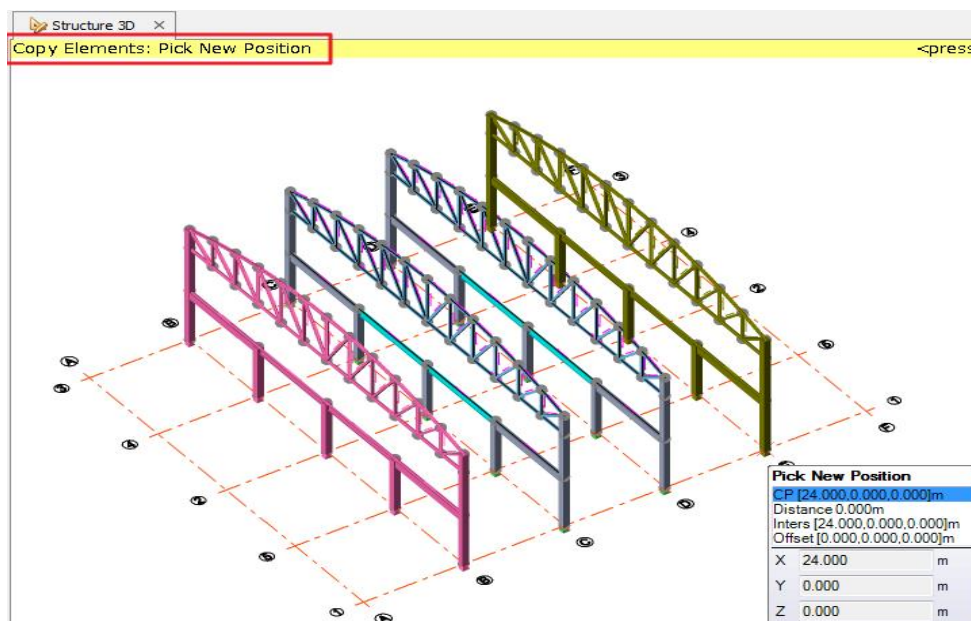 Structure 3D
Copy Elements: Pick New Position
<press
Pick New Position
CP [24.000,0.000,0.000]m
Distance 0.000m
Inters [24.000,0.000,0.000]m
Offset [0.000,0.000,0.000]m
X 24.000 m
Y 0.000 m
Z 0.000 m